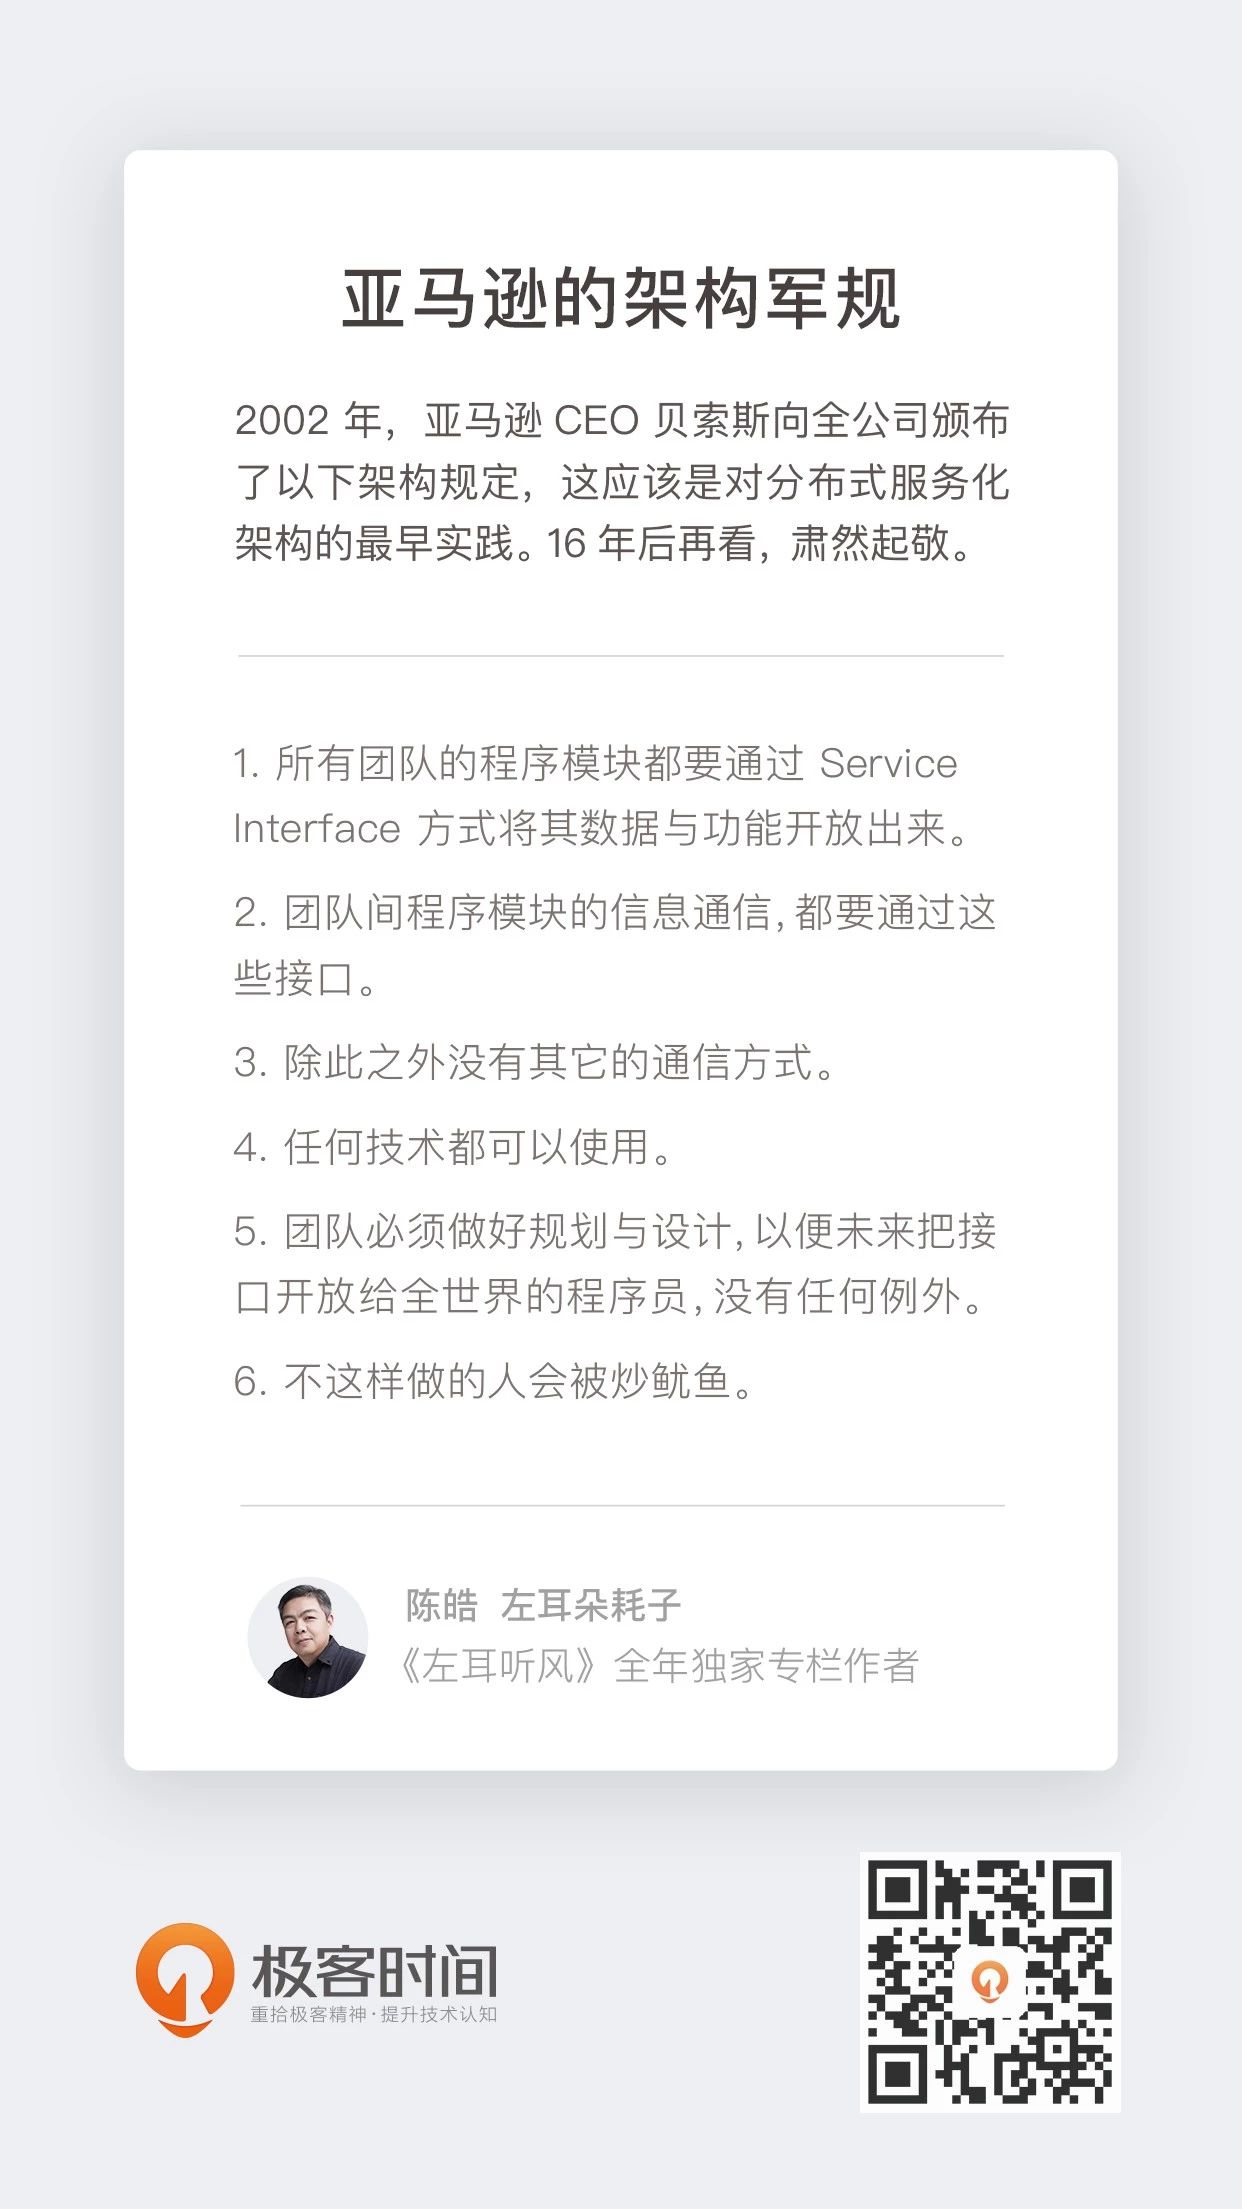 亚马逊的架构军规
2002 年，亚马逊 CEO 贝索斯向全公司颁布
了以下架构规定，这应该是对分布式服务化
架构的最早实践。16 年后再看，肃然起敬。
1. 所有团队的程序模块都要通过 Service
Interface 方式将其数据与功能开放出来。
2. 团队间程序模块的信息通信,都要通过这
些接口。
3. 除此之外没有其它的通信方式。
4. 任何技术都可以使用。
5. 团队必须做好规划与设计,以便未来把接
口开放给全世界的程序员,没有任何例外。
6. 不这样做的人会被炒鱿鱼。
陈皓 左耳朵耗子
《左耳听风》全年独家专栏作者
极客时间
重拾极客精神·提升技术认知